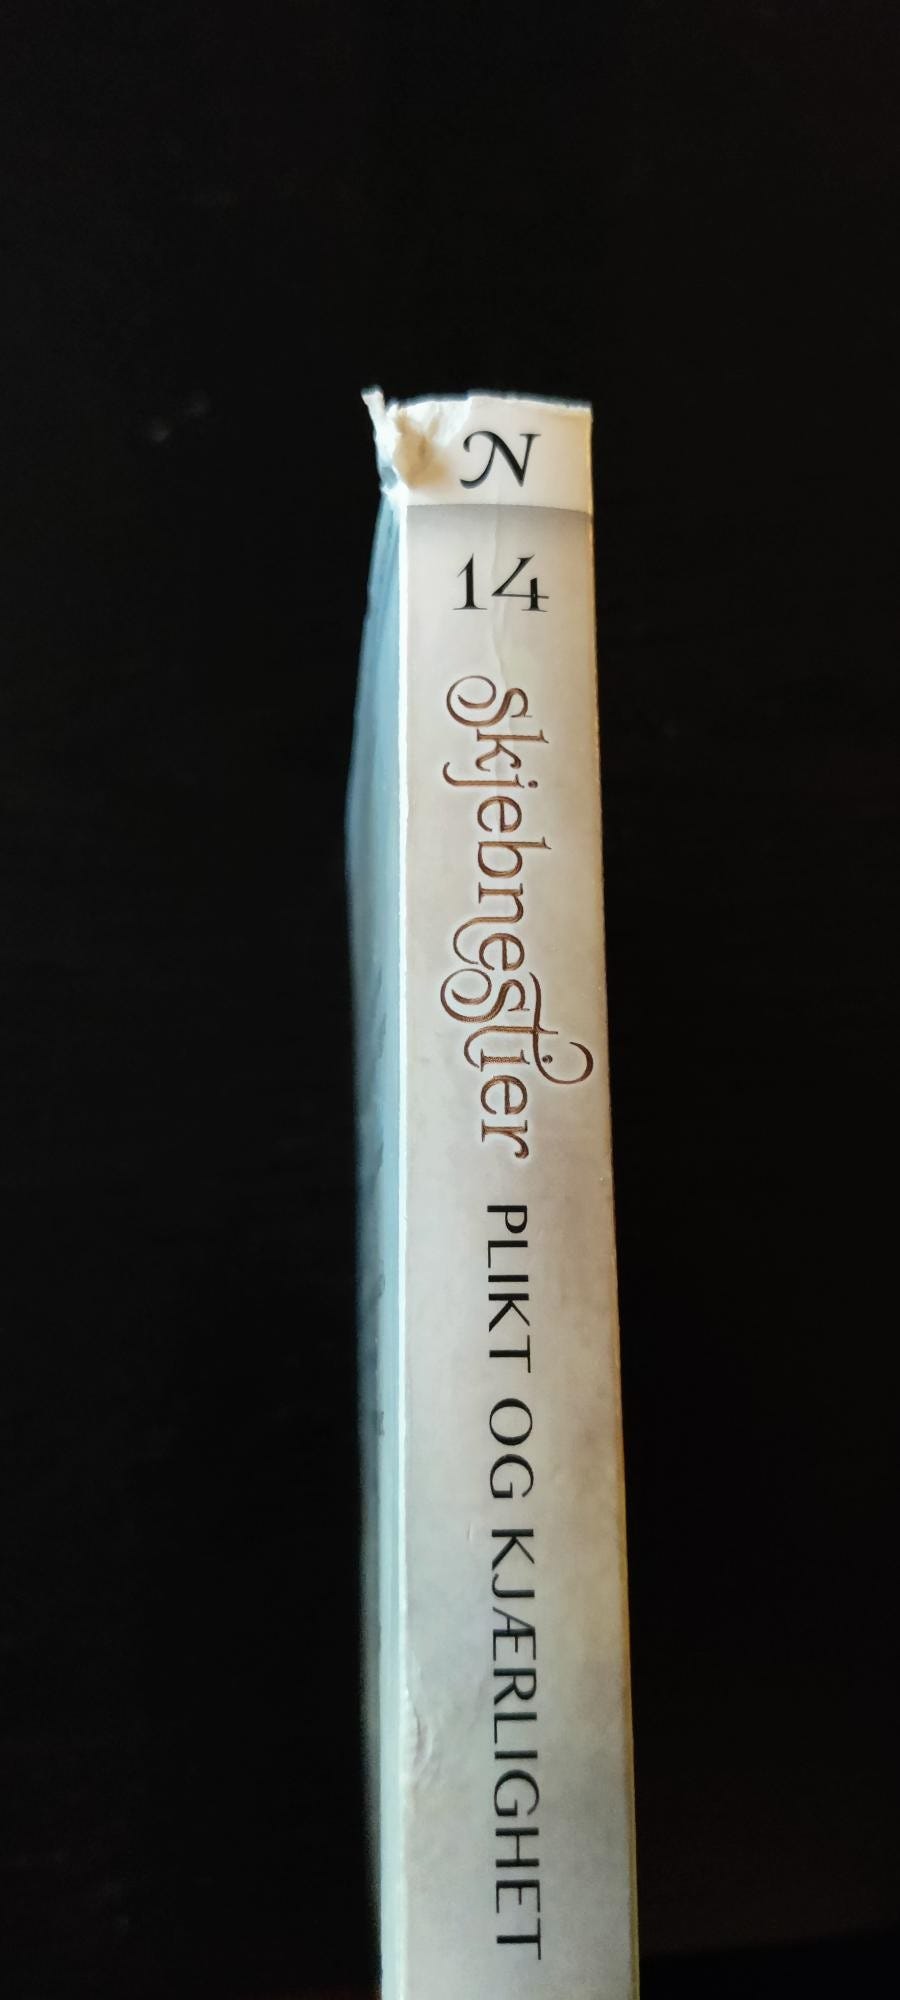 N
14
Skjebnestier
PLIKT OG KJÆRLIGHET